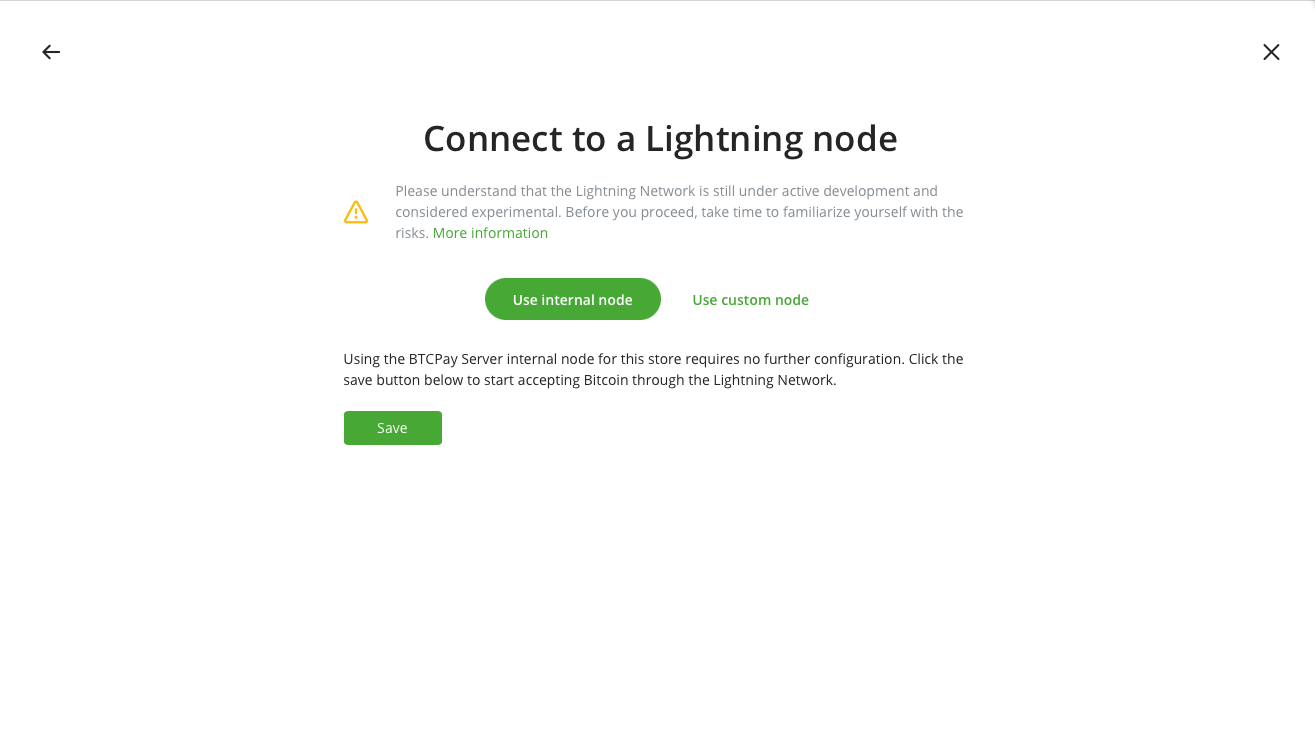 Connect to a Lightning node
Please understand that the Lightning Network is still under active development and
considered experimental. Before you proceed, take time to familiarize yourself with the
risks. More information
Use internal node
Use custom node
Using the BTCPay Server internal node for this store requires no further configuration. Click the
save button below to start accepting Bitcoin through the Lightning Network.
Save